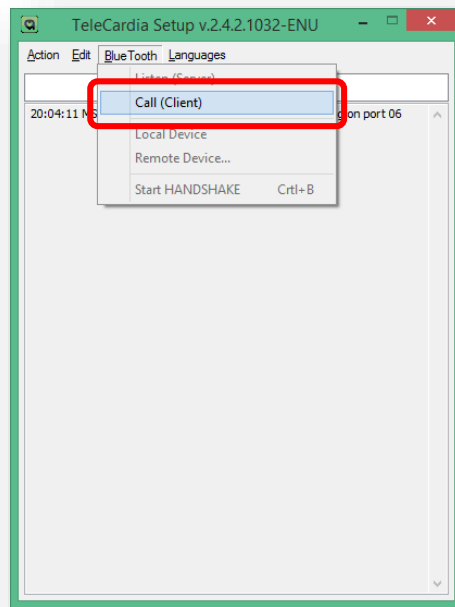 TeleCardia Setup v.2.4.2.1032-ENU
Action Edit BlueTooth Languages
Listen (Server)
Call (Client)
20:04:11 on port 06
Local Device
Remote Device...
Start HANDSHAKE Crtl+B